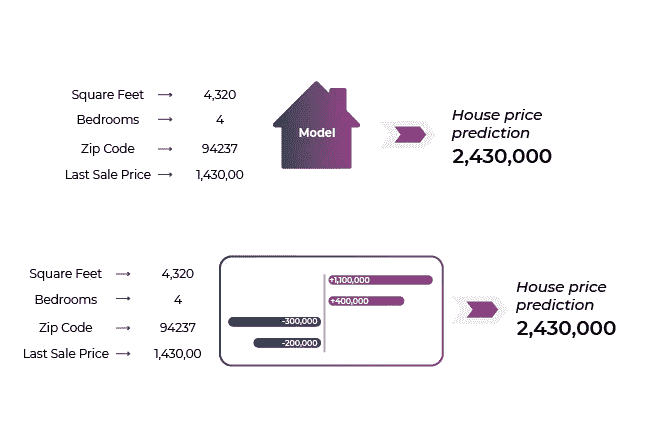 Square Feet → 4,320
Bedrooms → 4
Zip Code → 94237
Last Sale Price → 1,430,00
Model
House price
prediction
2,430,000
Square Feet → 4,320
Bedrooms → 4
Zip Code → 94237
Last Sale Price → 1,430,00
+1,100,000
+400,000
-300,000
-200,000
House price
prediction
2,430,000